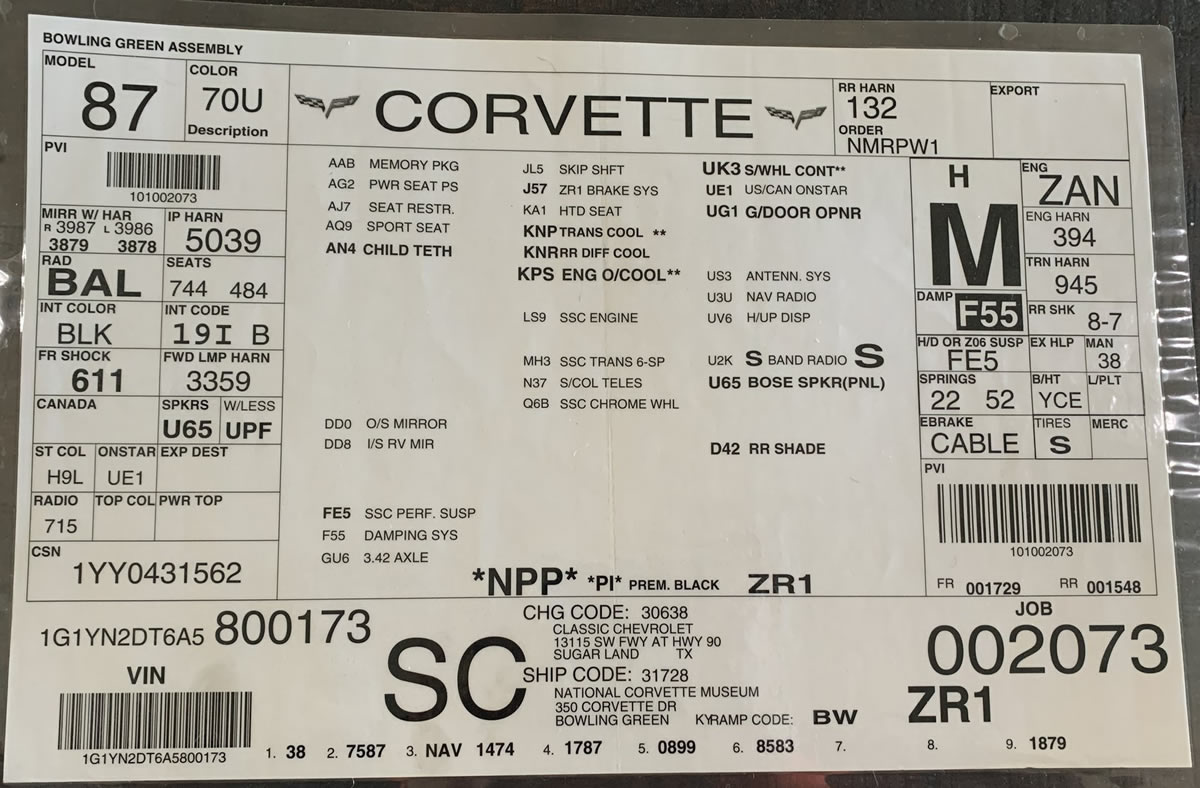 BOWLING GREEN ASSEMBLY
MODEL
87
COLOR
70U
Description
CORVETTE
RR HARN
132
ORDER
NMRPW1
EXPORT
PVI
101002073
MIRR W/ HAR
R 3987 L 3986
3879 3878
IP HARN
5039
RAD
BAL
SEATS
744 484
INT COLOR
BLK
INT CODE
19I B
FR SHOCK
611
FWD LMP HARN
3359
CANADA
SPKRS
U65
W/LESS
UPF
ST COL
H9L
ONSTAR
UE1
EXP DEST
RADIO
715
TOP COL
PWR TOP
CSN
1YY0431562
AAB MEMORY PKG
AG2 PWR SEAT PS
AJ7 SEAT RESTR.
AQ9 SPORT SEAT
AN4 CHILD TETH
DD0 O/S MIRROR
DD8 I/S RV MIR
FE5 SSC PERF. SUSP
F55 DAMPING SYS
GU6 3.42 AXLE
JL5 SKIP SHFT
J57 ZR1 BRAKE SYS
KA1 HTD SEAT
KNP TRANS COOL **
KNR RR DIFF COOL
KPS ENG O/COOL**
LS9 SSC ENGINE
MH3 SSC TRANS 6-SP
N37 S/COL TELES
Q6B SSC CHROME WHL
UK3 S/WHL CONT**
UE1 US/CAN ONSTAR
UG1 G/DOOR OPNR
US3 ANTENN. SYS
U3U NAV RADIO
UV6 H/UP DISP
U2K S BAND RADIO S
U65 BOSE SPKR(PNL)
D42 RR SHADE
*NPP* *PI* PREM. BLACK ZR1
H
M
ENG
ZAN
ENG HARN
394
TRN HARN
945
DAMP
F55
RR SHK
8-7
H/D OR Z06 SUSP
FE5
EX HLP
MAN
38
SPRINGS
22 52
B/HT
YCE
L/PLT
EBRAKE
CABLE
TIRES
S
MERC
PVI
101002073
FR 001729 RR 001548
1G1YN2DT6A5 800173
VIN
1G1YN2DT6A5800173
SC
CHG CODE: 30638
CLASSIC CHEVROLET
13115 SW FWY AT HWY 90
SUGAR LAND TX
SHIP CODE: 31728
NATIONAL CORVETTE MUSEUM
350 CORVETTE DR
BOWLING GREEN KY RAMP CODE: BW
JOB
002073
ZR1
1. 38 2. 7587 3. NAV 1474 4. 1787 5. 0899 6. 8583 7. 8. 9. 1879